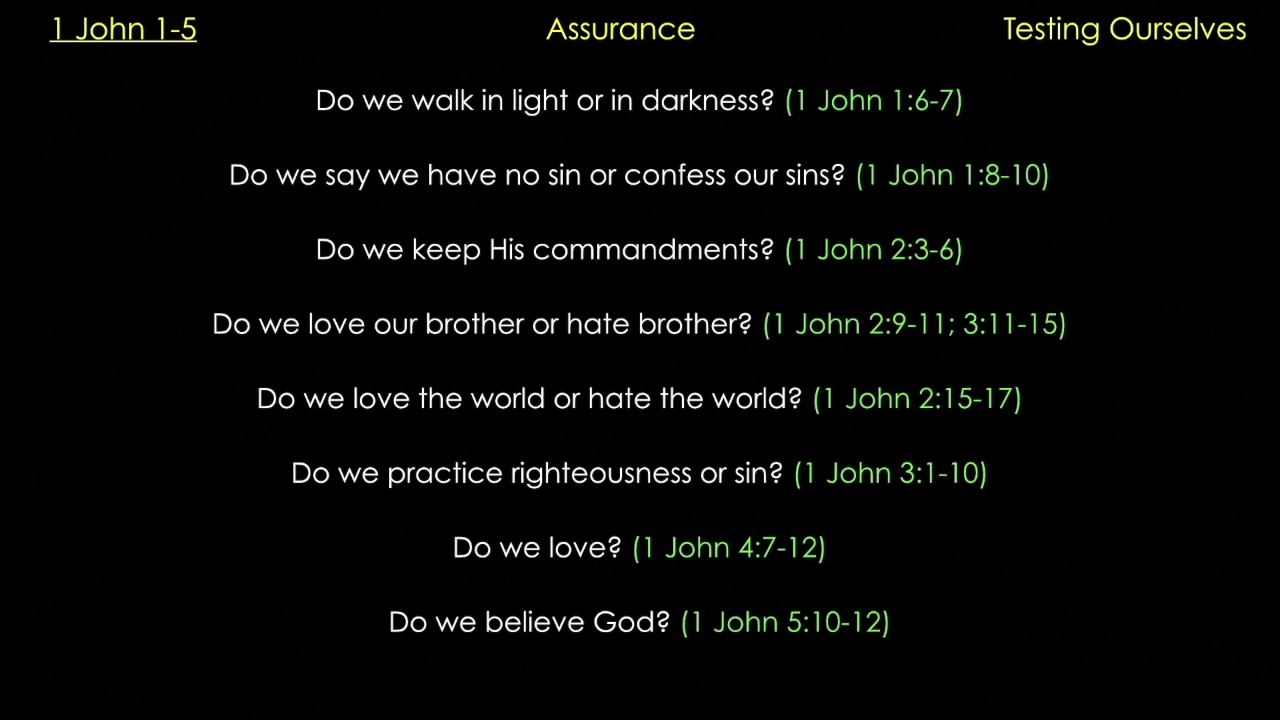 1 John 1-5 Assurance Testing Ourselves
Do we walk in light or in darkness? (1 John 1:6-7)
Do we say we have no sin or confess our sins? (1 John 1:8-10)
Do we keep His commandments? (1 John 2:3-6)
Do we love our brother or hate brother? (1 John 2:9-11; 3:11-15)
Do we love the world or hate the world? (1 John 2:15-17)
Do we practice righteousness or sin? (1 John 3:1-10)
Do we love? (1 John 4:7-12)
Do we believe God? (1 John 5:10-12)